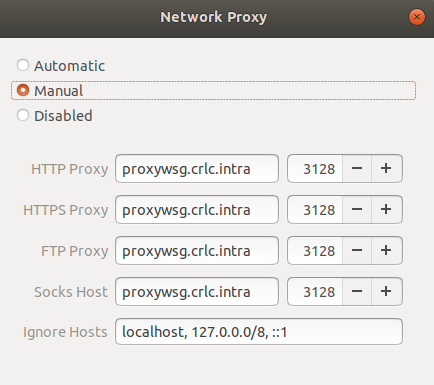 Network Proxy
Automatic
Manual
Disabled
HTTP Proxy proxywsg.crlc.intra 3128 − +
HTTPS Proxy proxywsg.crlc.intra 3128 − +
FTP Proxy proxywsg.crlc.intra 3128 − +
Socks Host proxywsg.crlc.intra 3128 − +
Ignore Hosts localhost, 127.0.0.0/8, ::1